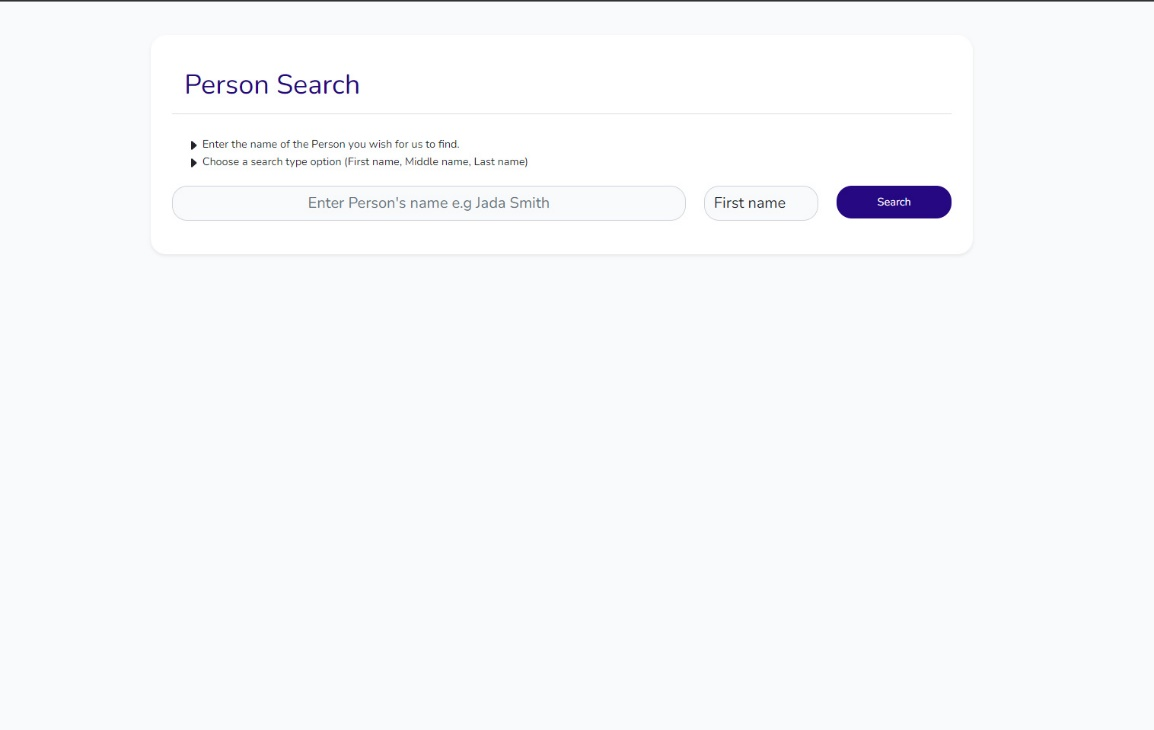 Person Search
Enter the name of the Person you wish for us to find.
Choose a search type option (First name, Middle name, Last name)
Enter Person's name e.g Jada Smith
First name
Search